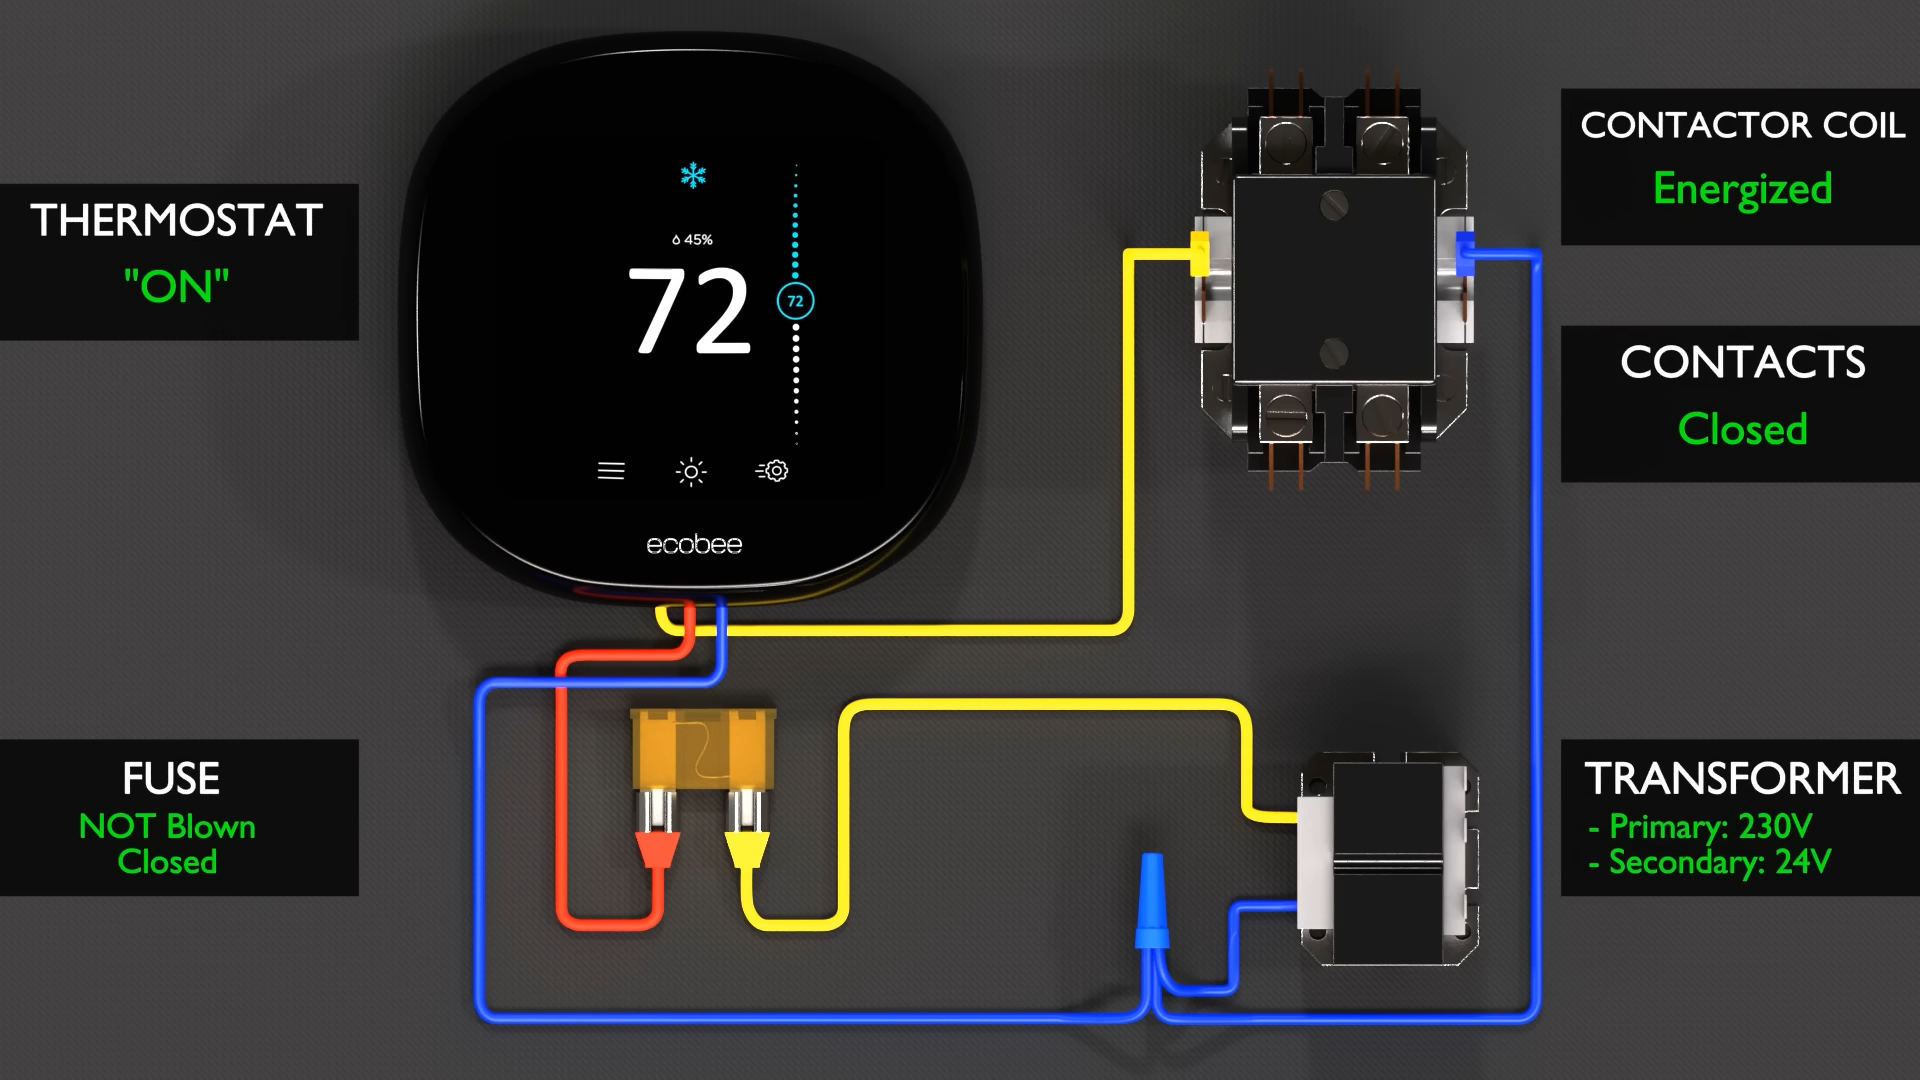 THERMOSTAT
"ON"
45%
72
72
ecobee
CONTACTOR COIL
Energized
CONTACTS
Closed
FUSE
NOT Blown
Closed
TRANSFORMER
- Primary: 230V
- Secondary: 24V